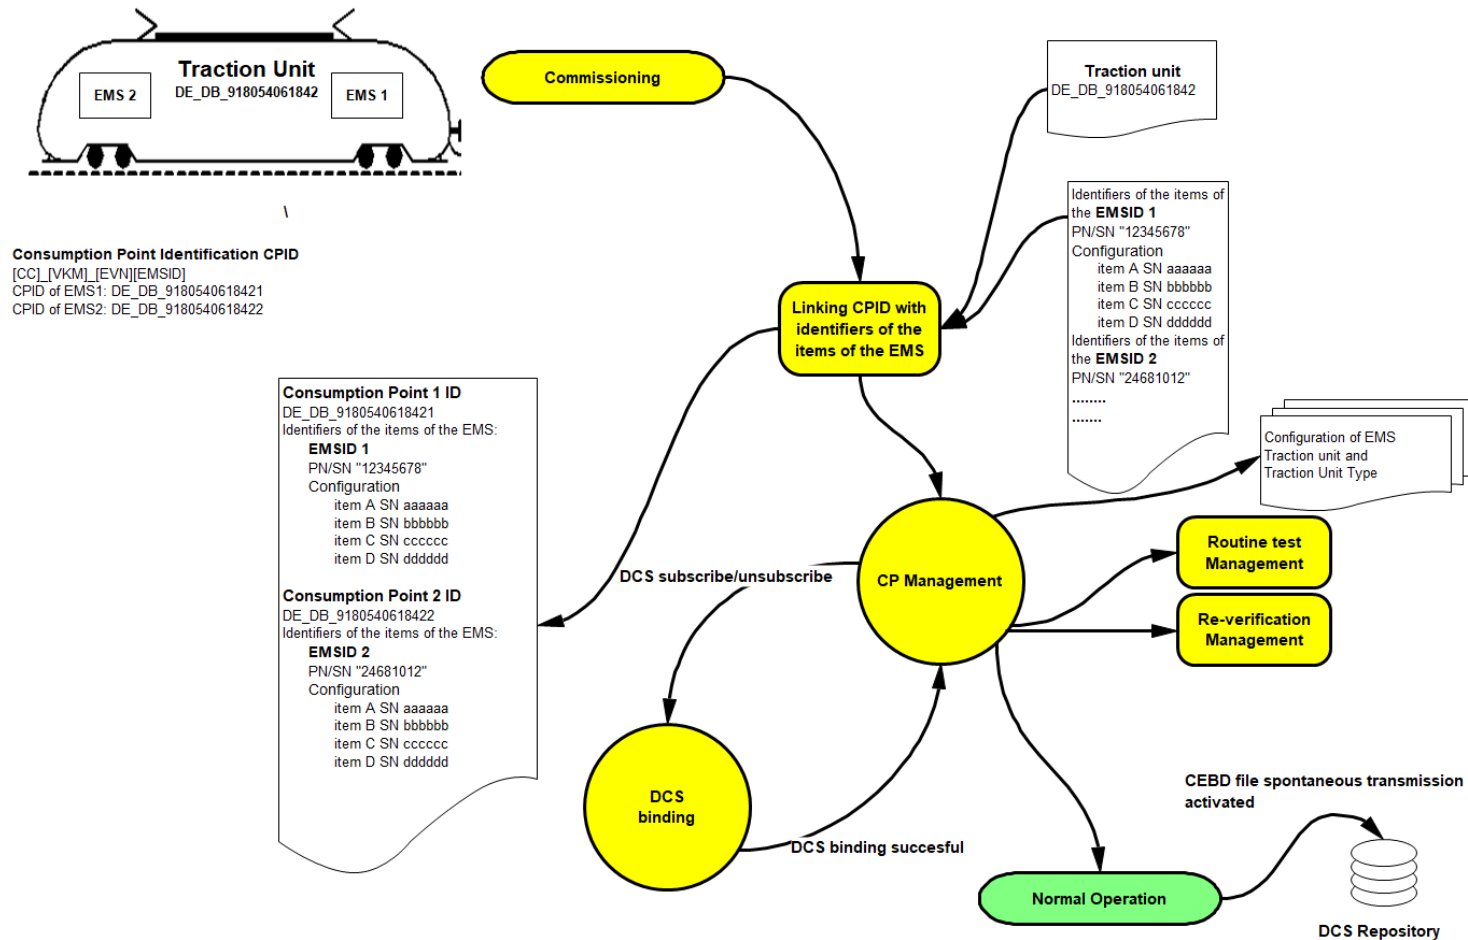 Traction Unit
DE_DB_918054061842
EMS 2
EMS 1
\
Consumption Point Identification CPID
[CC]_[VKM]_[EVN][EMSID]
CPID of EMS1: DE_DB_9180540618421
CPID of EMS2: DE_DB_9180540618422
Commissioning
Traction unit
DE_DB_918054061842
Identifiers of the items of
the EMSID 1
PN/SN "12345678"
Configuration
item A SN aaaaaa
item B SN bbbbbb
item C SN cccccc
item D SN dddddd
Identifiers of the items of
the EMSID 2
PN/SN "24681012"
........
.......
Linking CPID with
identifiers of the
items of the EMS
Consumption Point 1 ID
DE_DB_9180540618421
Identifiers of the items of the EMS:
EMSID 1
PN/SN "12345678"
Configuration
item A SN aaaaaa
item B SN bbbbbb
item C SN cccccc
item D SN dddddd
Consumption Point 2 ID
DE_DB_9180540618422
Identifiers of the items of the EMS:
EMSID 2
PN/SN "24681012"
Configuration
item A SN aaaaaa
item B SN bbbbbb
item C SN cccccc
item D SN dddddd
Configuration of EMS
Traction unit and
Traction Unit Type
CP Management
Routine test
Management
Re-verification
Management
DCS subscribe/unsubscribe
DCS
binding
DCS binding succesful
Normal Operation
CEBD file spontaneous transmission
activated
DCS Repository